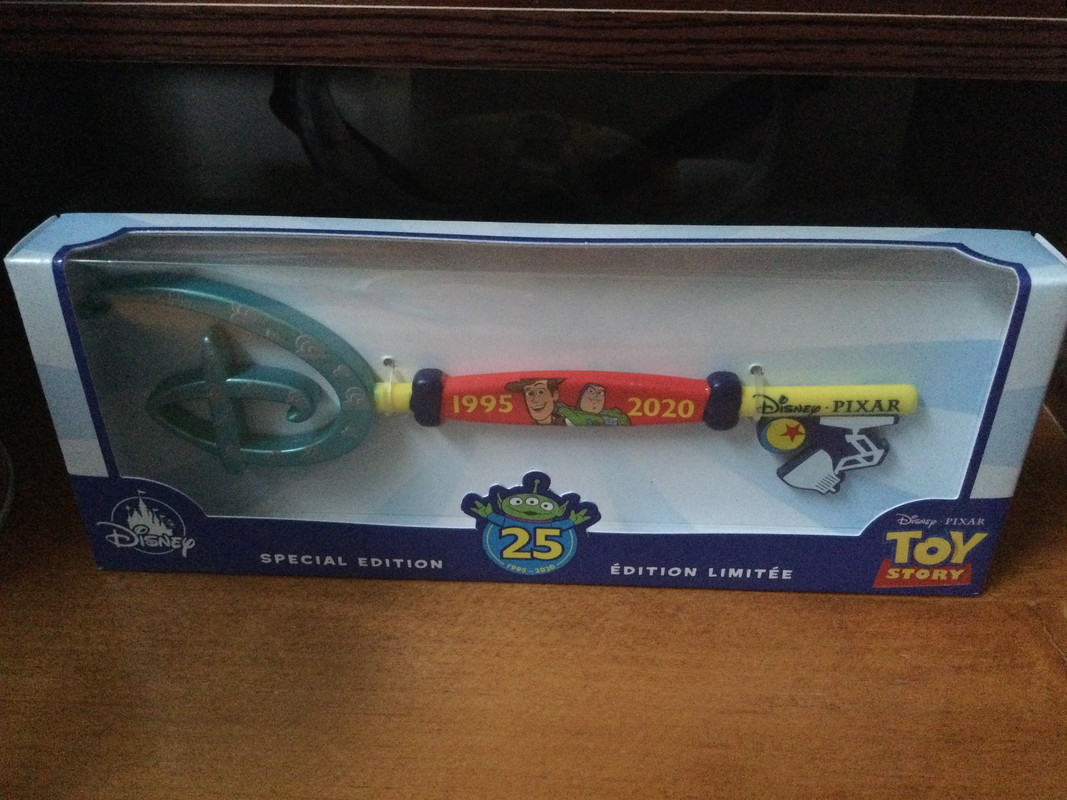 1995
2020
Disney · PIXAR
Disney
SPECIAL EDITION
25
1995-2020
ÉDITION LIMITÉE
Disney · PIXAR
TOY
STORY